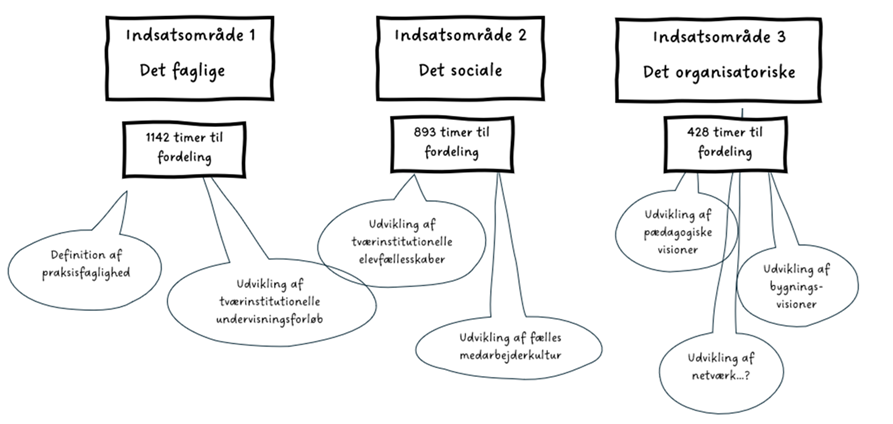 Indsatsområde 1
Det faglige
Indsatsområde 2
Det sociale
Indsatsområde 3
Det organisatoriske
1142 timer til
fordeling
893 timer til
fordeling
428 timer til
fordeling
Definition af
praksisfaglighed
Udvikling af
tværinstitutionelle
undervisningsforløb
Udvikling af
tværinstitutionelle
elevfællesskaber
Udvikling af fælles
medarbejderkultur
Udvikling af
pædagogiske
visioner
Udvikling af
netværk...?
Udvikling af
bygnings-
visioner